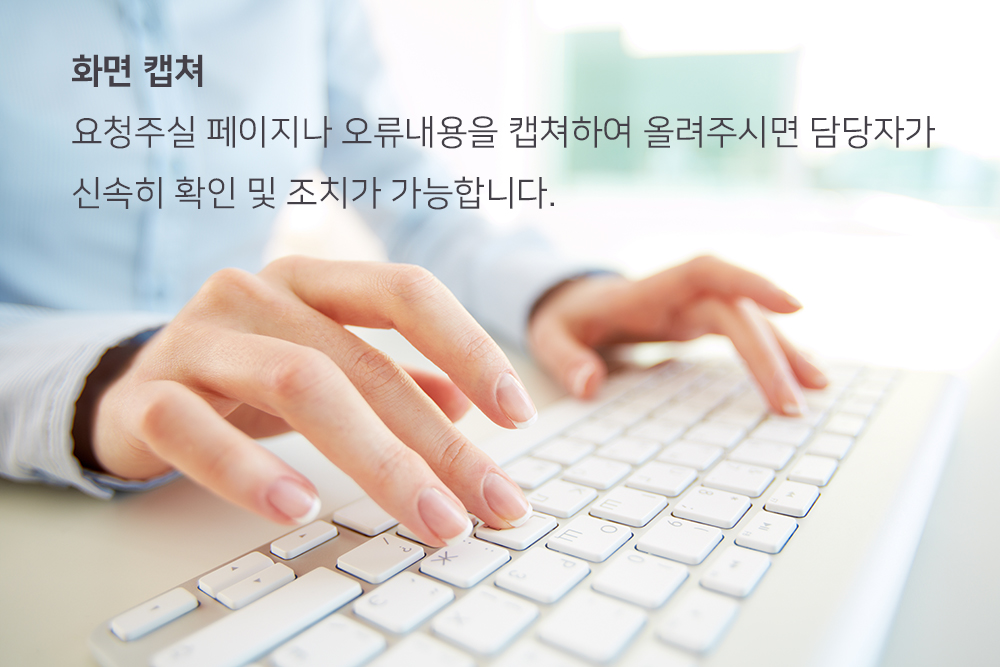 화면 캡쳐
요청주실 페이지나 오류내용을 캡쳐하여 올려주시면 담당자가
신속히 확인 및 조치가 가능합니다.